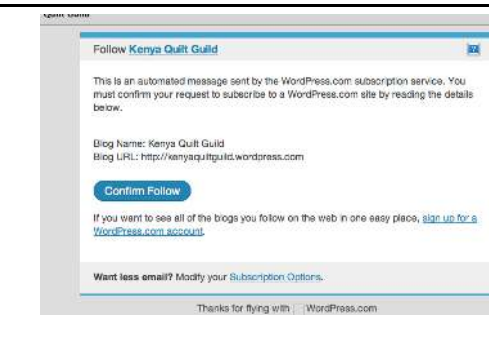 Quilt Guild
Follow Kenya Quilt Guild
This is an automated message sent by the WordPress.com subscription service. You
must confirm your request to subscribe to a WordPress.com site by reading the details
below.
Blog Name: Kenya Quilt Guild
Blog URL: http://kenyaquiltguild.wordpress.com
Confirm Follow
If you want to see all of the blogs you follow on the web in one easy place, sign up for a
WordPress.com account.
Want less email? Modify your Subscription Options.
Thanks for flying with WordPress.com